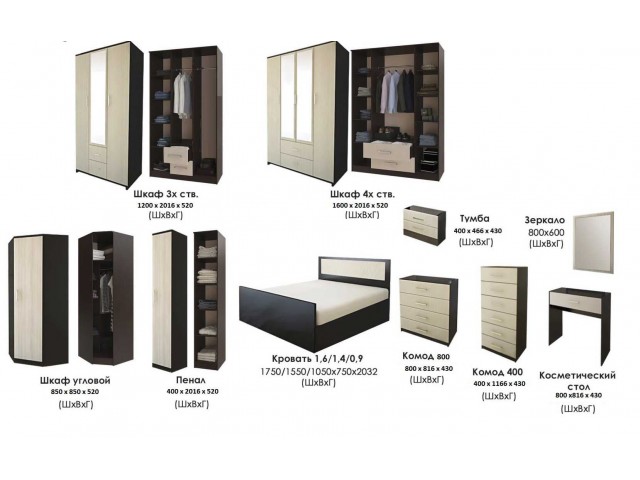 Шкаф 3х ств.
1200 x 2016 x 520
(ШхВхГ)
Шкаф 4х ств.
1600 x 2016 x 520
(ШхВхГ)
Тумба
400 x 466 x 430
(ШхВхГ)
Зеркало
800х600
(ШхВхГ)
Шкаф угловой
850 x 850 x 520
(ШхВхГ)
Пенал
400 x 2016 x 520
(ШхВхГ)
Кровать 1,6/1,4/0,9
1750/1550/1050х750х2032
(ШхВхГ)
Комод 800
800 x 816 x 430
(ШхВхГ)
Комод 400
400 x 1166 x 430
(ШхВхГ)
Косметический
стол
800 x816 x 430
(ШхВхГ)